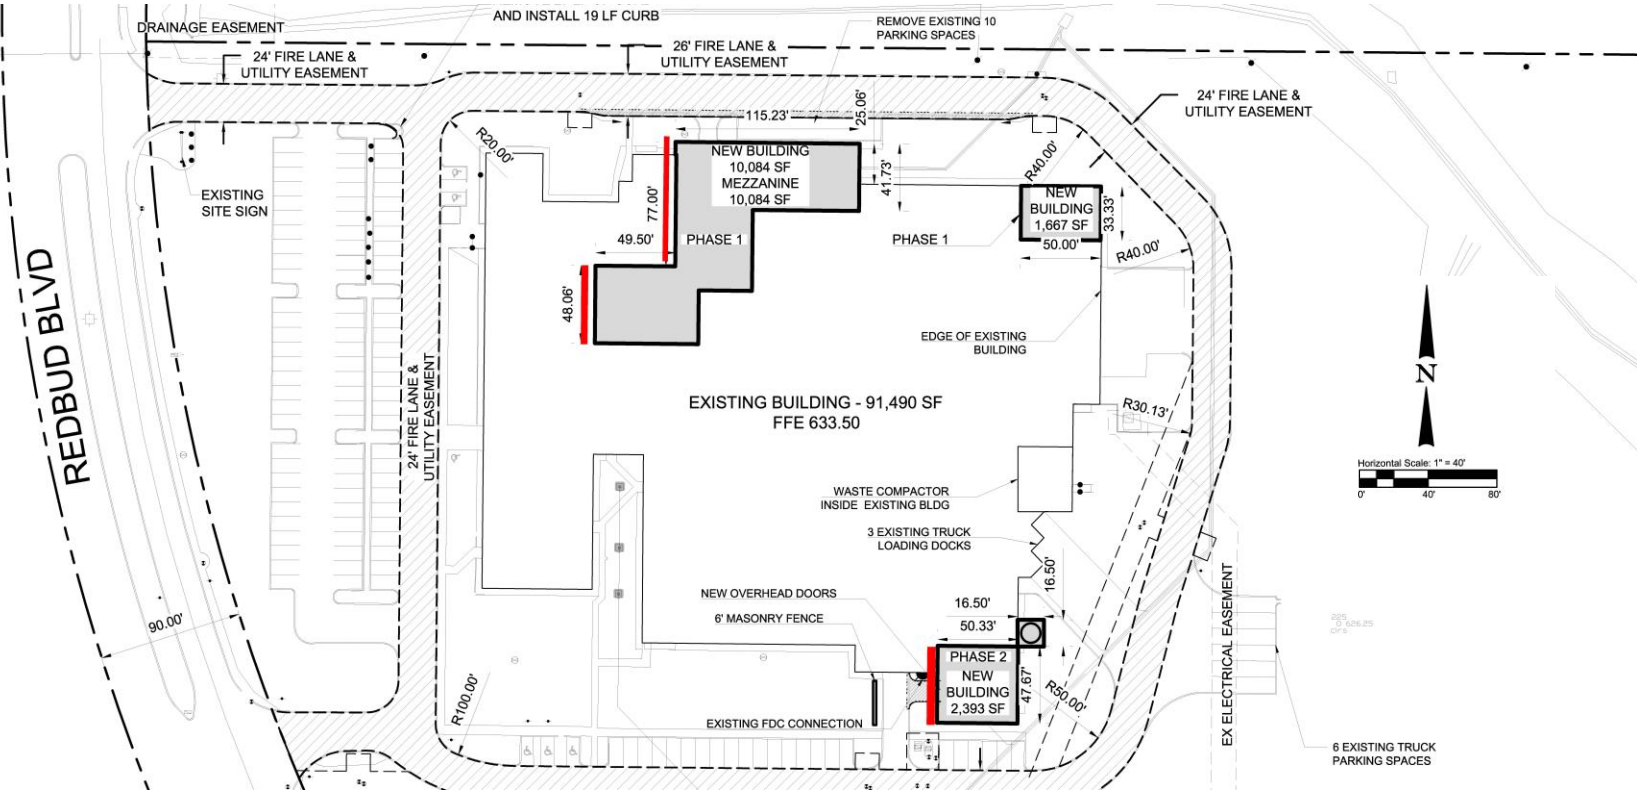 AND INSTALL 19 LF CURB
DRAINAGE EASEMENT
REMOVE EXISTING 10
PARKING SPACES
24' FIRE LANE &
UTILITY EASEMENT
26' FIRE LANE &
UTILITY EASEMENT
24' FIRE LANE &
UTILITY EASEMENT
115.23'
25.06'
R20.00'
R40.00'
NEW BUILDING
10,084 SF
MEZZANINE
10,084 SF
41.73'
EXISTING
SITE SIGN
77.00'
NEW
BUILDING
1,667 SF
33.33'
50.00'
49.50'
PHASE 1
PHASE 1
R40.00'
REDBUD BLVD
48.06'
EDGE OF EXISTING
BUILDING
24' FIRE LANE &
UTILITY EASEMENT
N
EXISTING BUILDING - 91,490 SF
FFE 633.50
R30.13'
Horizontal Scale: 1" = 40'
0' 40' 80'
WASTE COMPACTOR
INSIDE EXISTING BLDG
3 EXISTING TRUCK
LOADING DOCKS
16.50'
NEW OVERHEAD DOORS
16.50'
6' MASONRY FENCE
50.33'
90.00'
EX ELECTRICAL EASEMENT
PHASE 2
NEW
BUILDING
2,393 SF
47.67'
R50.00'
R100.00'
EXISTING FDC CONNECTION
6 EXISTING TRUCK
PARKING SPACES